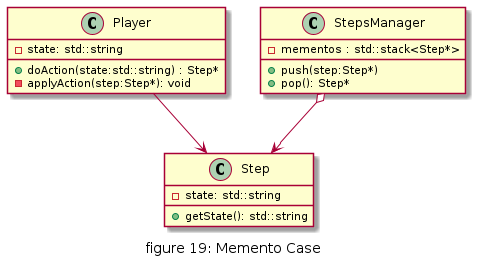 C Player
state: std::string
doAction(state:std::string) : Step*
applyAction(step:Step*): void
C StepsManager
mementos : std::stack<Step*>
push(step:Step*)
pop(): Step*
C Step
state: std::string
getState(): std::string
figure 19: Memento Case